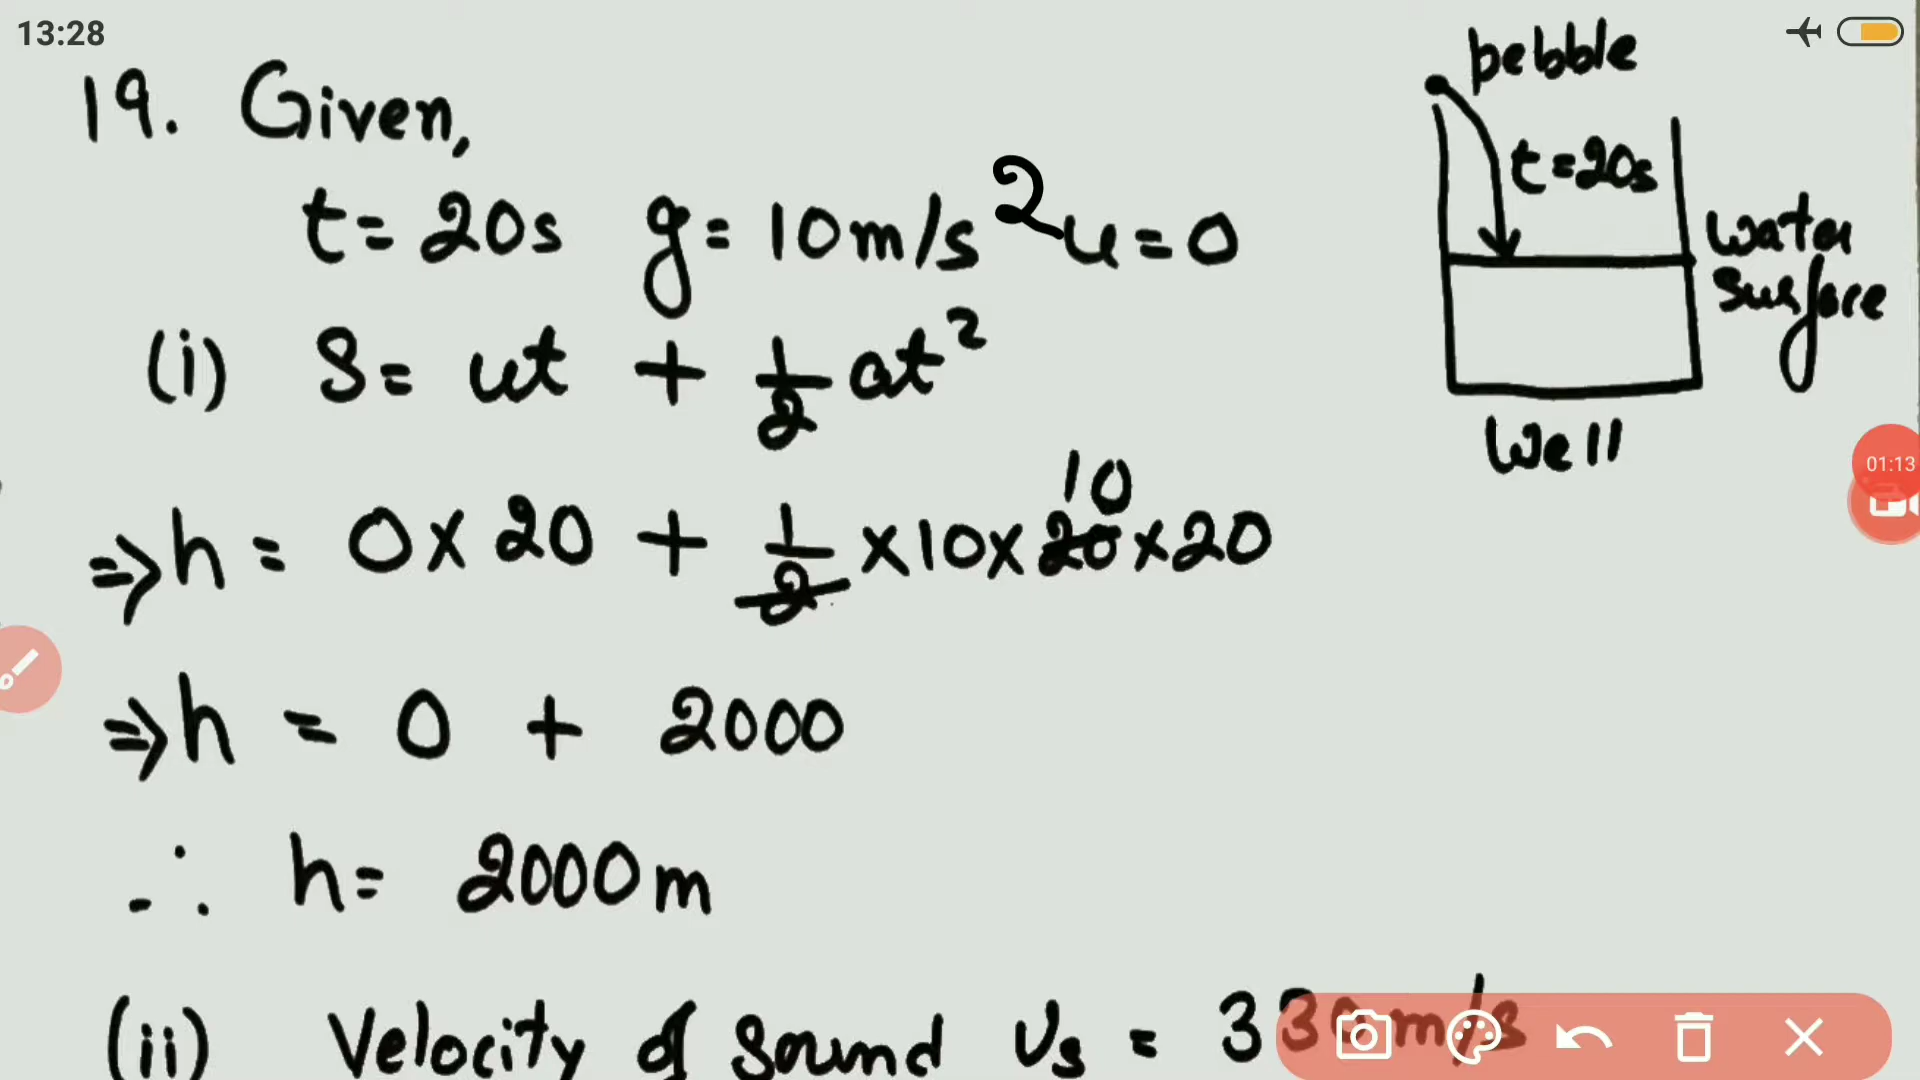 13:28
19. Given,
t = 20s g = 10m/s² u = 0
(i) S = ut + 1/2 at²
⇒ h = 0 x 20 + 1/2 x 10 x 20 x 20
10
⇒ h = 0 + 2000
∴ h = 2000m
(ii) Velocity of Sound Vs = 330m/s
pebble
t = 20s
water
surface
Well
01:13